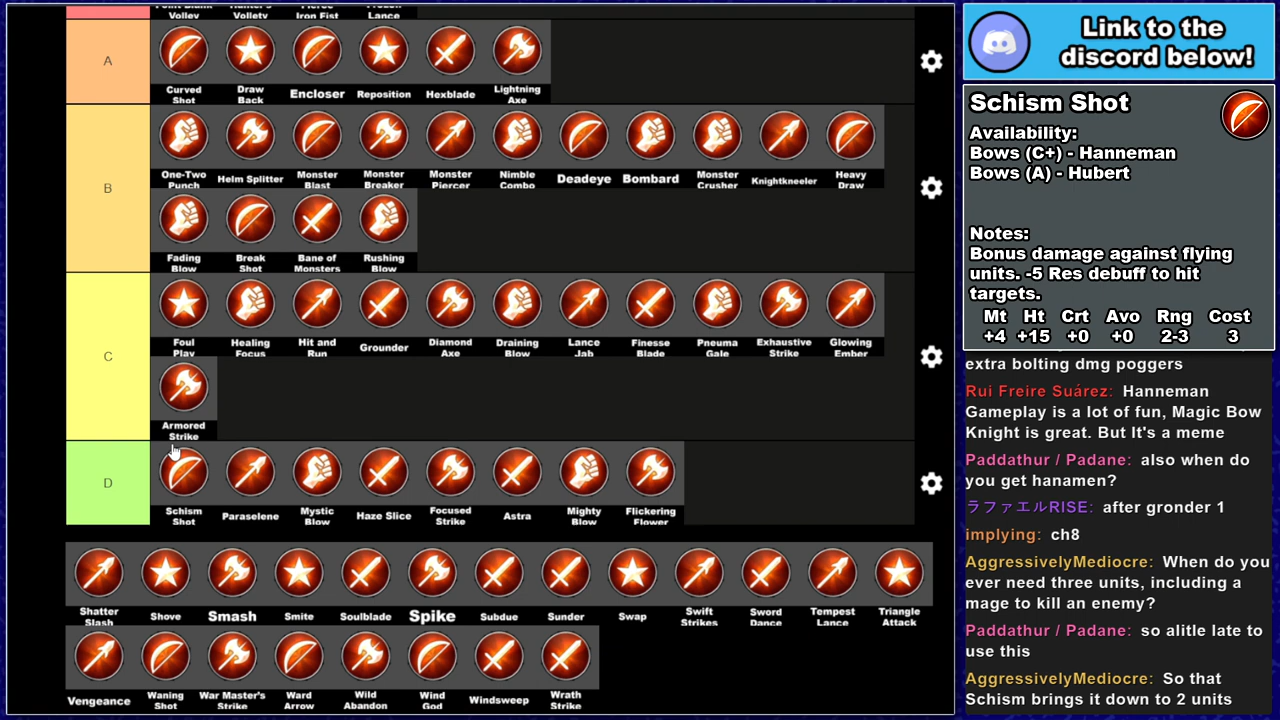 Point Blank Hunter's Fierce Frozen
Volley Volley Iron Fist Lance
A
Curved Draw Encloser Reposition Hexblade Lightning
Shot Back Axe
B
One-Two Helm Splitter Monster Monster Monster Nimble Deadeye Bombard Monster Knightkneeler Heavy
Punch Blast Breaker Piercer Combo Crusher Draw
Fading Break Bane of Rushing
Blow Shot Monsters Blow
C
Foul Healing Hit and Grounder Diamond Draining Lance Finesse Pneuma Exhaustive Glowing
Play Focus Run Axe Blow Jab Blade Gale Strike Ember
Armored
Strike
D
Schism Paraselene Mystic Haze Slice Focused Astra Mighty Flickering
Shot Blow Strike Blow Flower
Shatter Shove Smash Smite Soulblade Spike Subdue Sunder Swap Swift Sword Tempest Triangle
Slash Strikes Dance Lance Attack
Vengeance Waning War Master's Ward Wild Wind Windsweep Wrath
Shot Strike Arrow Abandon God Strike
Link to the
discord below!
Schism Shot
Availability:
Bows (C+) - Hanneman
Bows (A) - Hubert
Notes:
Bonus damage against flying
units. -5 Res debuff to hit
targets.
Mt Ht Crt Avo Rng Cost
+4 +15 +0 +0 2-3 3
extra bolting dmg poggers
Rui Freire Suárez: Hanneman
Gameplay is a lot of fun, Magic Bow
Knight is great. But It's a meme
Paddathur / Padane: also when do
you get hanamen?
ラファエルRISE: after gronder 1
implying: ch8
AggressivelyMediocre: When do you
ever need three units, including a
mage to kill an enemy?
Paddathur / Padane: so alitle late to
use this
AggressivelyMediocre: So that
Schism brings it down to 2 units